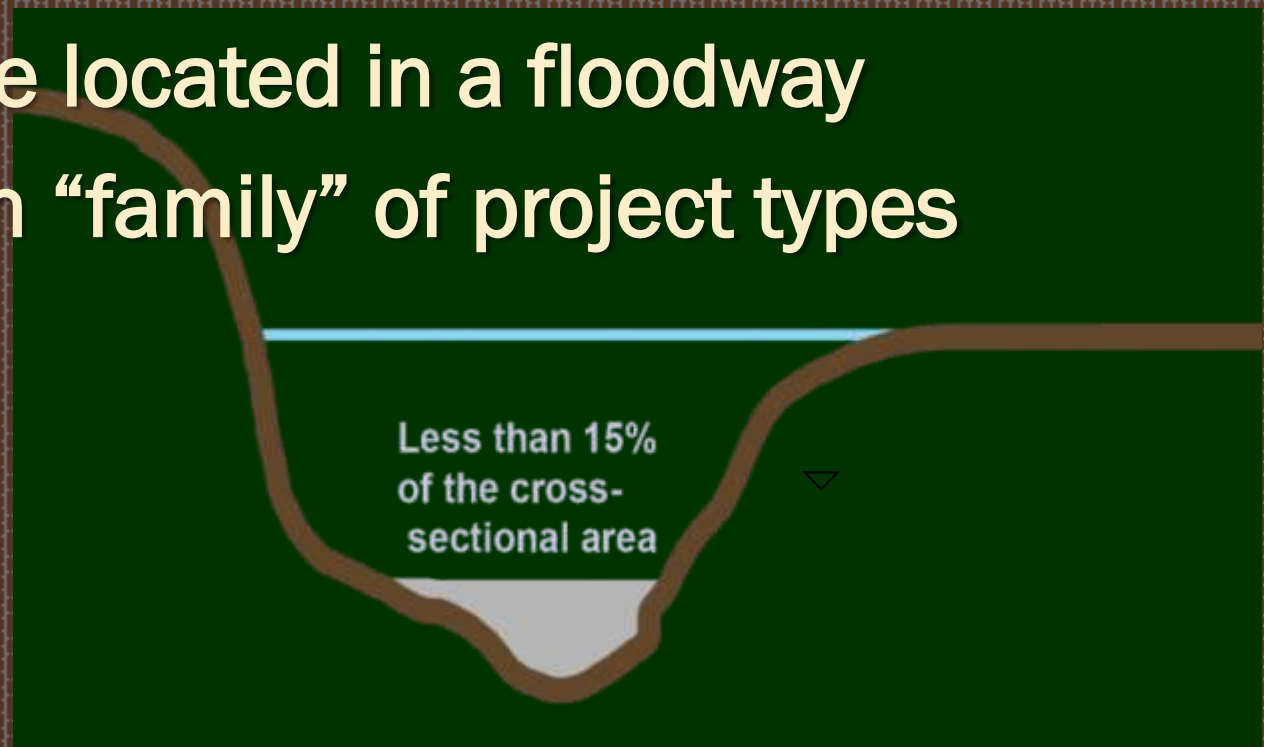 e located in a floodway
“family” of project types
Less than 15%
of the cross-
sectional area